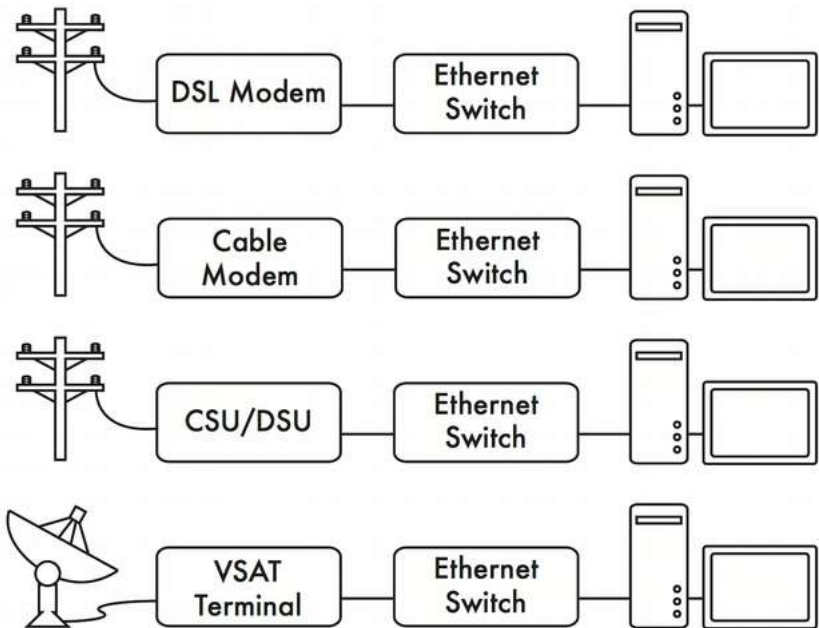 DSL Modem
Ethernet
Switch
Cable
Modem
Ethernet
Switch
CSU/DSU
Ethernet
Switch
VSAT
Terminal
Ethernet
Switch